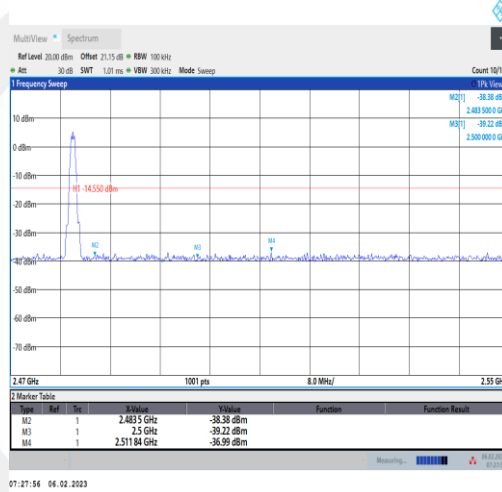 MultiView Spectrum
Ref Level 20.00 dBm Offset 21.15 dB RBW 100 kHz
Att 30 dB SWT 1.01 ms VBW 300 kHz Mode Sweep Count 10/1
1 Frequency Sweep 1Pk View
M2[1] -38.38 dB
2.483 500 0 G
M3[1] -39.22 dB
2.500 000 0 G
10 dBm
0 dBm
-10 dBm
H1 -14.550 dBm
-20 dBm
-30 dBm
M2 M3 M4
-40 dBm
-50 dBm
-60 dBm
-70 dBm
2.47 GHz 1001 pts 8.0 MHz/ 2.55 GH
2 Marker Table
Type Ref Trc X-Value Y-Value Function Function Result
M2 1 2.4835 GHz -38.38 dBm
M3 1 2.5 GHz -39.22 dBm
M4 1 2.51184 GHz -36.99 dBm
Measuring...
07:27:56 06.02.2023